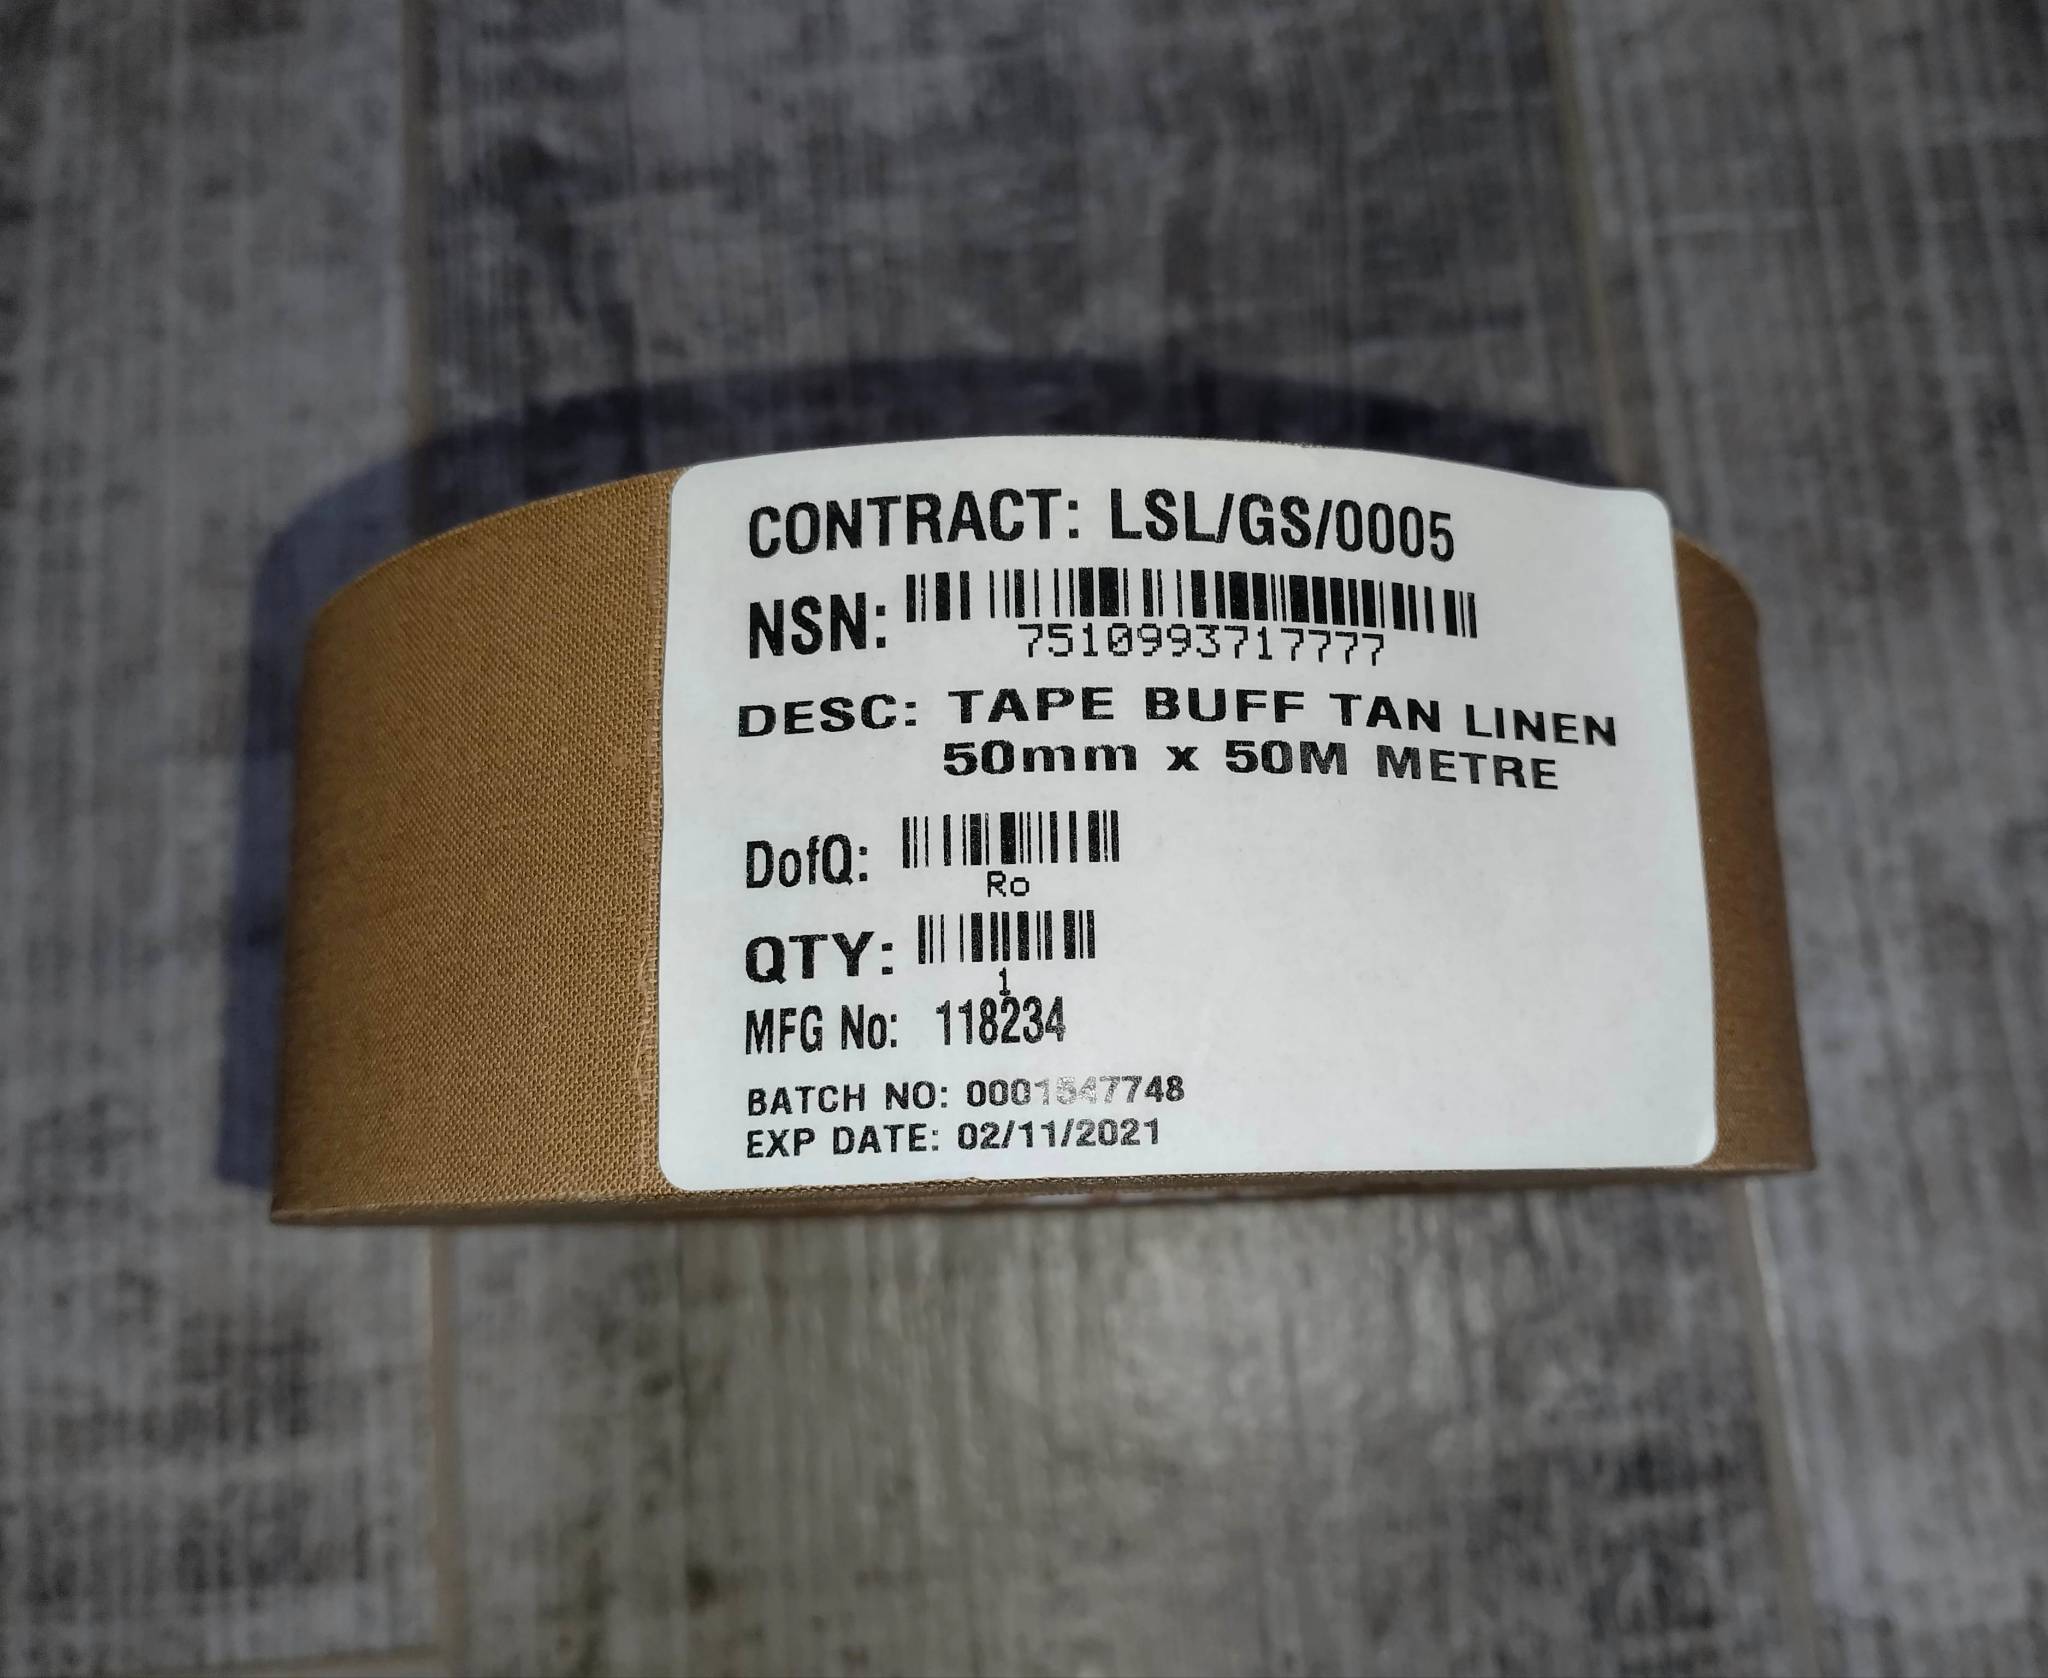 CONTRACT: LSL/GS/0005
NSN:
7510993717777
DESC: TAPE BUFF TAN LINEN
50mm x 50M METRE
DofQ:
Ro
QTY:
1
MFG No: 118234
BATCH NO: 0001547748
EXP DATE: 02/11/2021